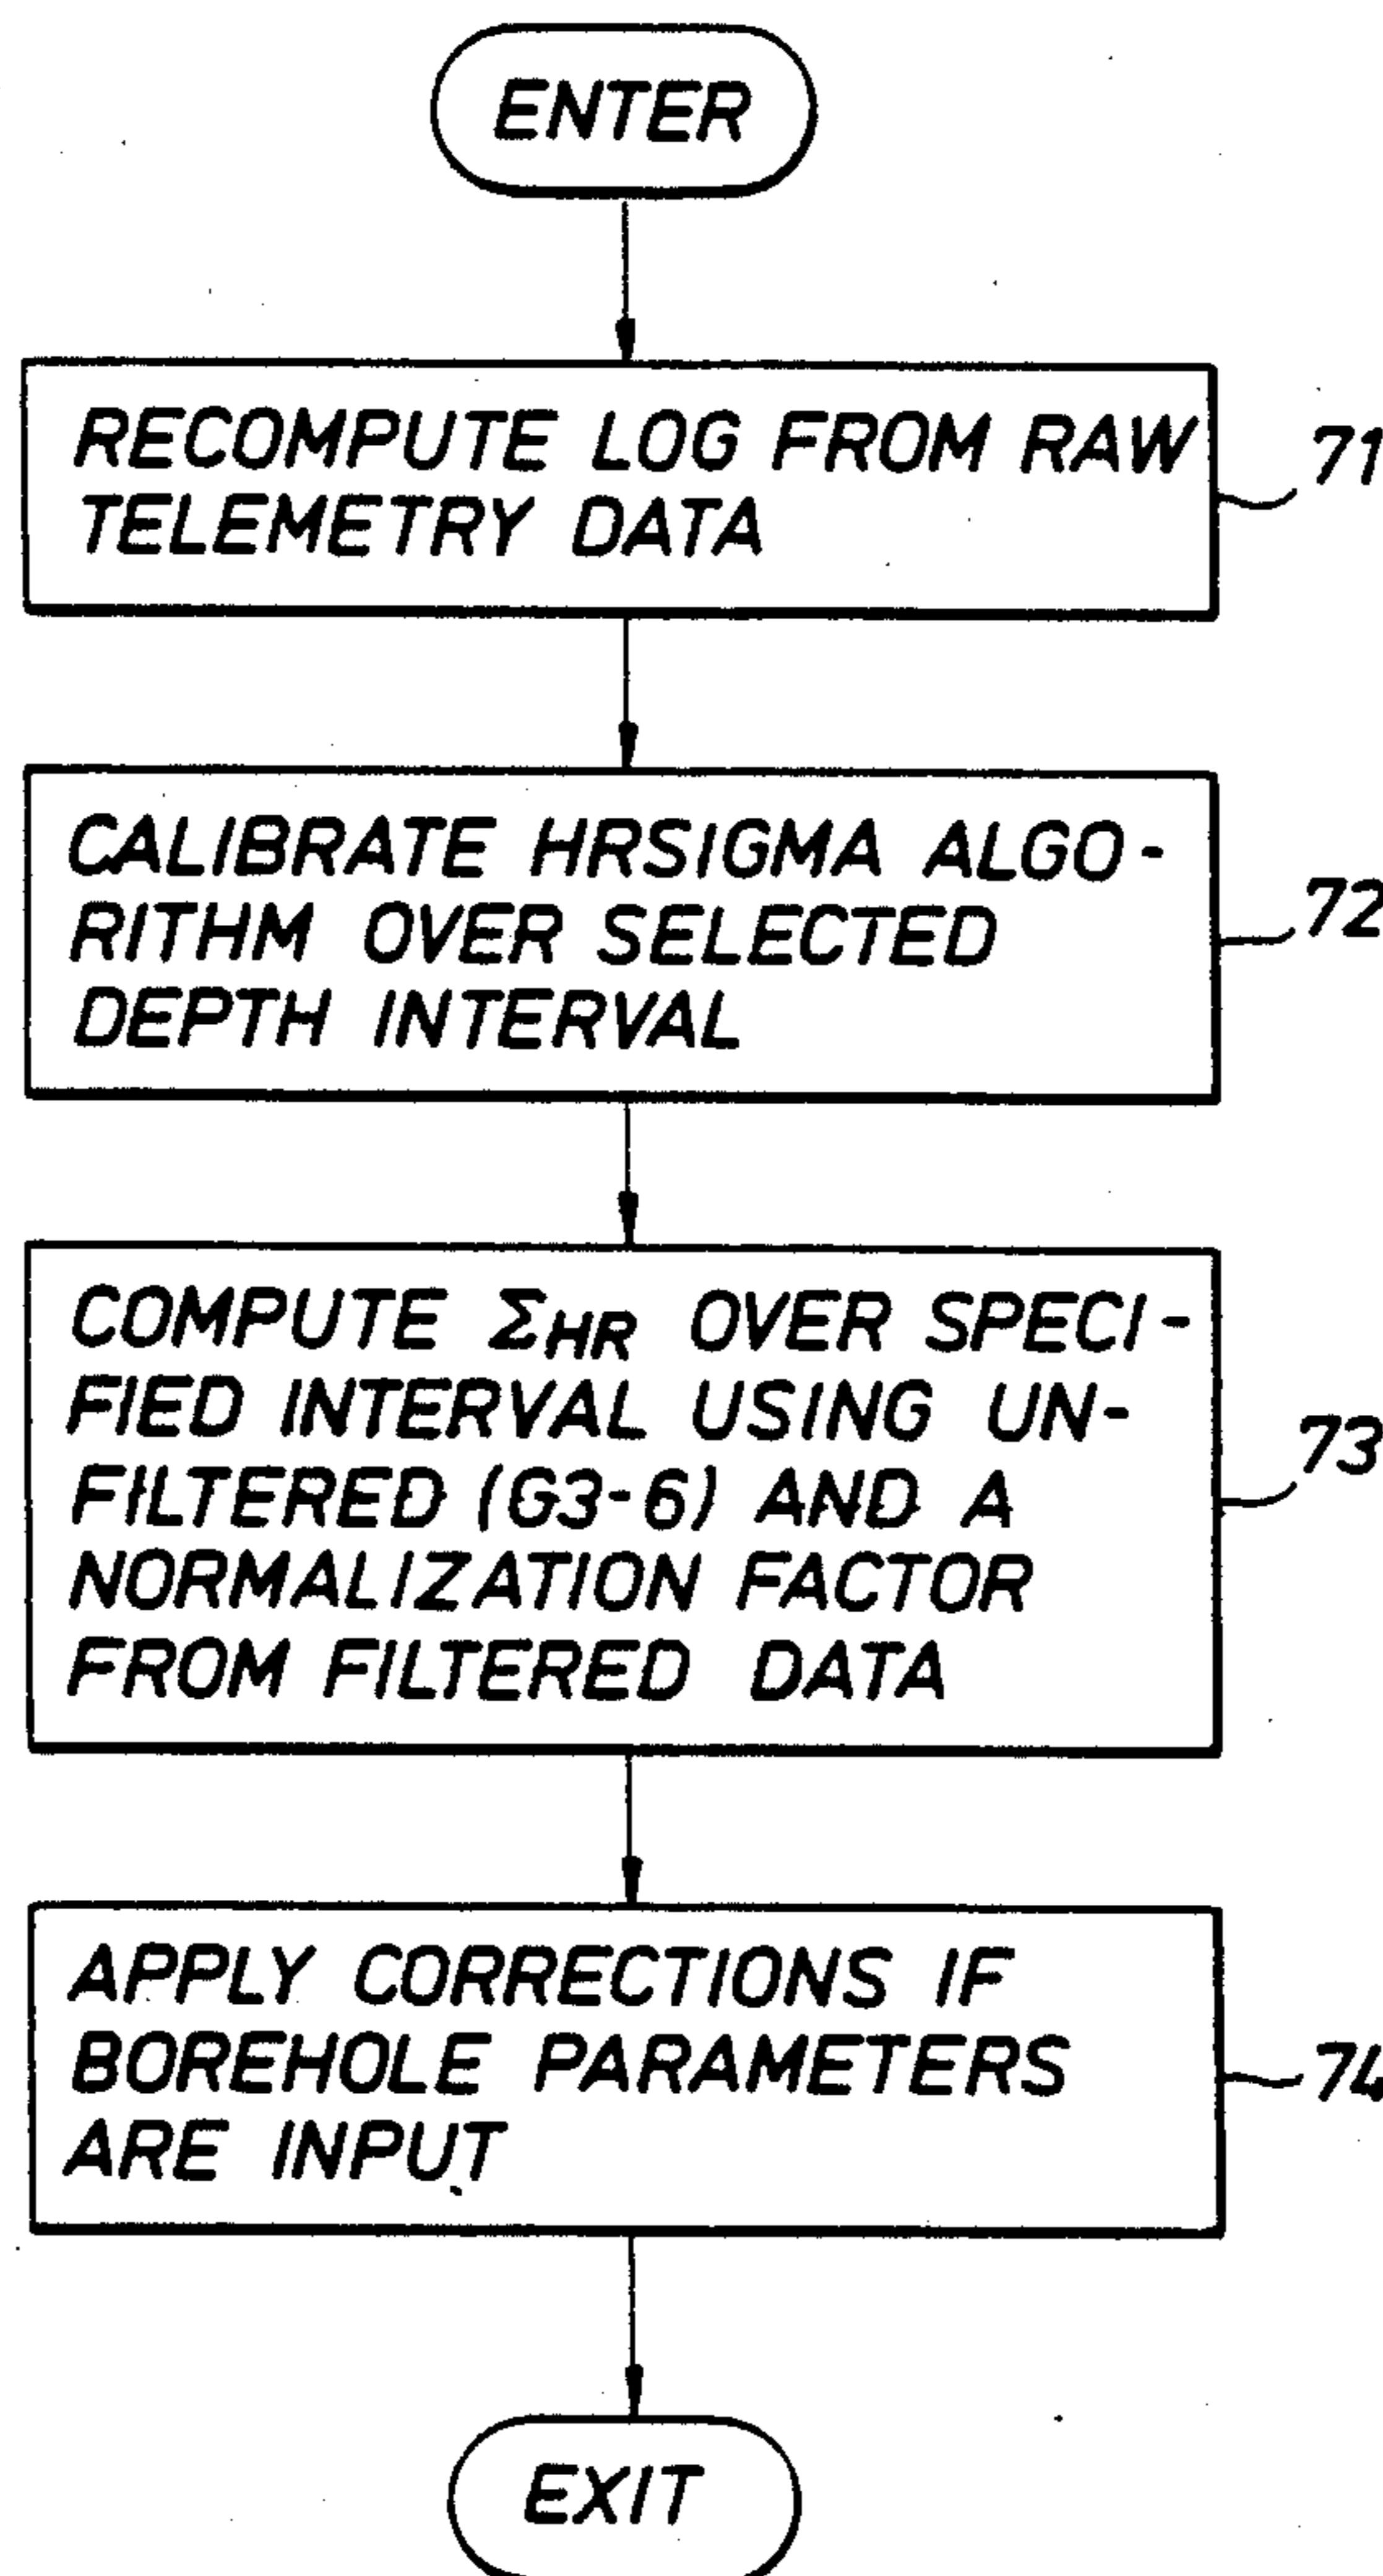 ENTER
RECOMPUTE LOG FROM RAW
TELEMETRY DATA
71
CALIBRATE HRSIGMA ALGO-
RITHM OVER SELECTED
DEPTH INTERVAL
72
COMPUTE ΣHR OVER SPECI-
FIED INTERVAL USING UN-
FILTERED (G3-6) AND A
NORMALIZATION FACTOR
FROM FILTERED DATA
73
APPLY CORRECTIONS IF
BOREHOLE PARAMETERS
ARE INPUT
74
EXIT